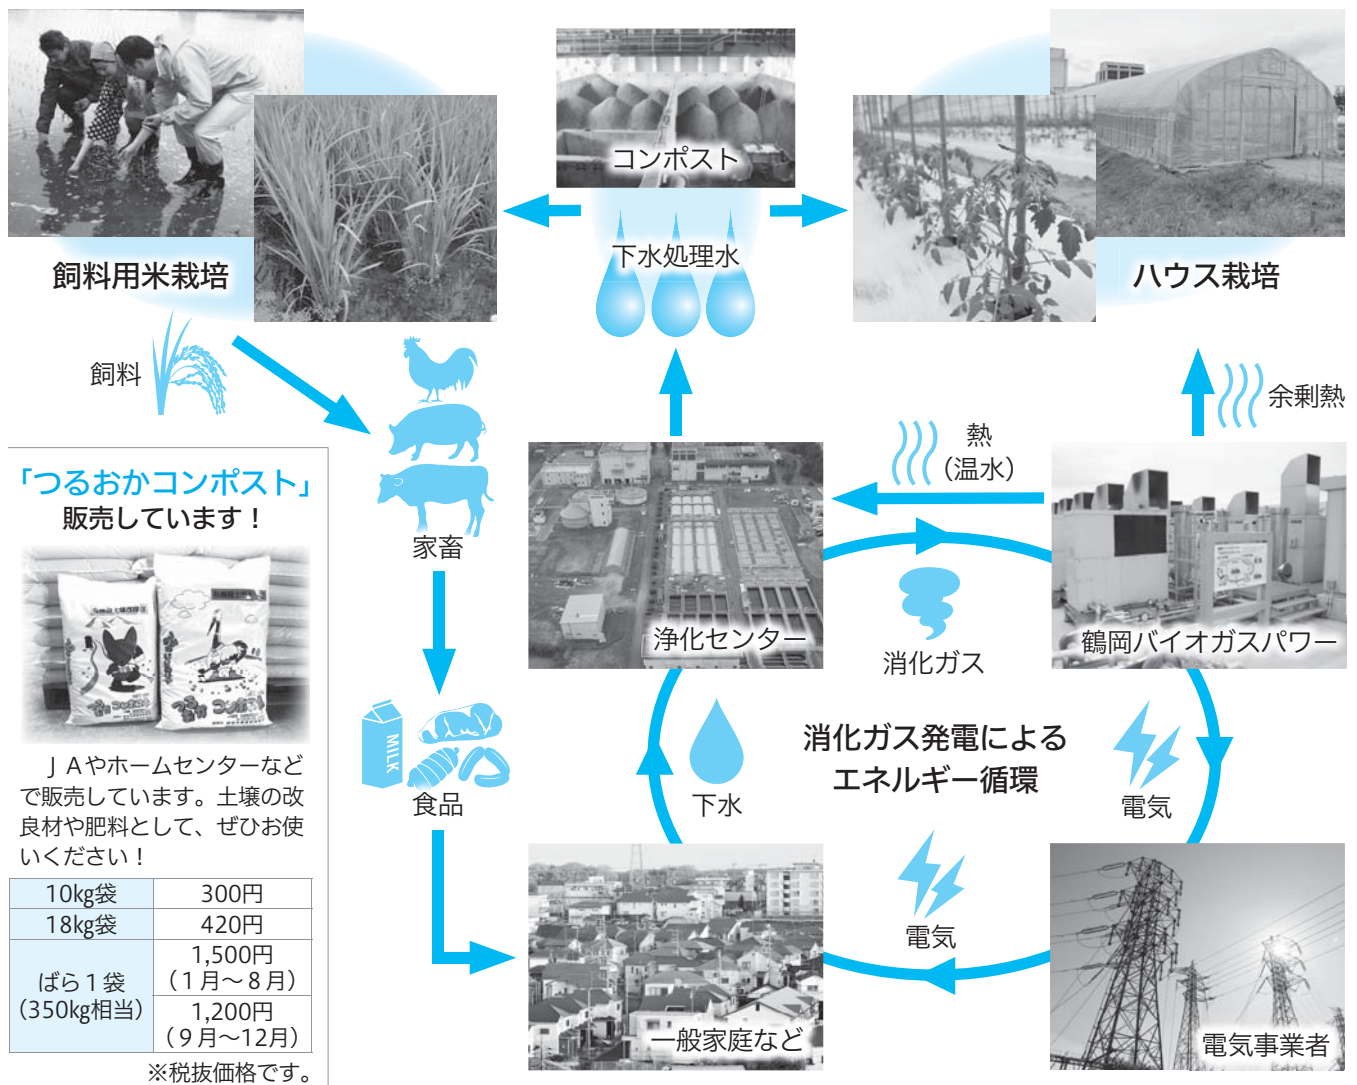 コンポスト
下水処理水
飼料用米栽培
ハウス栽培
飼料
余剰熱
熱
（温水）
家畜
浄化センター
消化ガス
鶴岡バイオガスパワー
消化ガス発電による
エネルギー循環
下水
電気
電気
MILK
食品
一般家庭など
電気事業者
「つるおかコンポスト」
販売しています！
つるおか コンポスト
ＪＡやホームセンターなど
で販売しています。土壌の改
良材や肥料として、ぜひお使
いください！
10kg袋 300円
18kg袋 420円
ばら１袋
（350kg相当）
1,500円
（１月～８月）
1,200円
（９月～12月）
※税抜価格です。